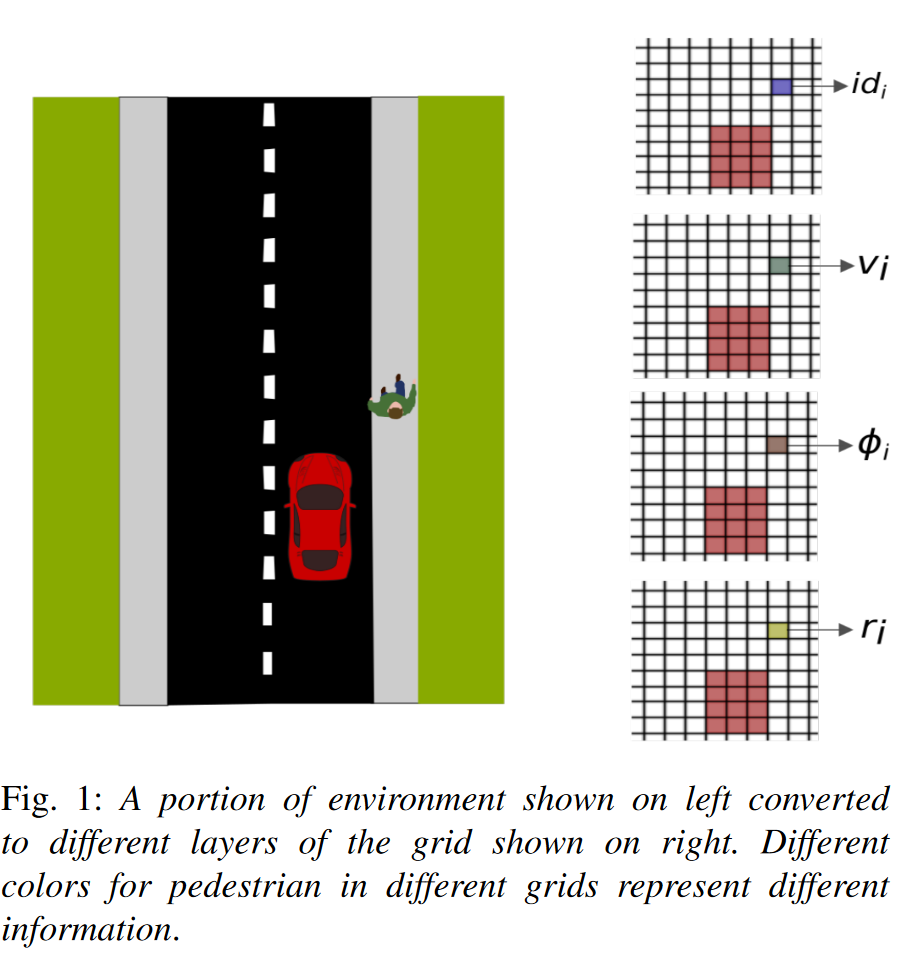 id_i
v_i
ϕ_i
r_i
Fig. 1: A portion of environment shown on left converted
to different layers of the grid shown on right. Different
colors for pedestrian in different grids represent different
information.